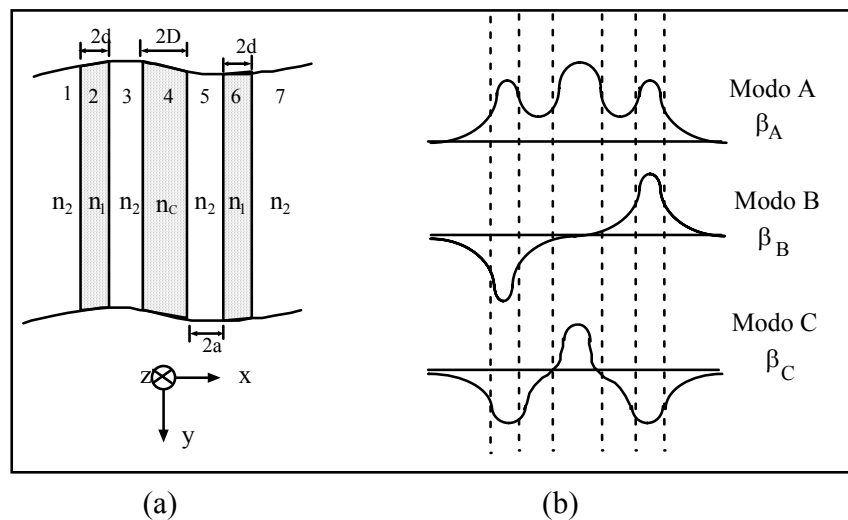 2d 2D 2d
1 2 3 4 5 6 7
n2 n1 n2 nC n2 n1 n2
2a
z x
y
(a)
Modo A
βA
Modo B
βB
Modo C
βC
(b)